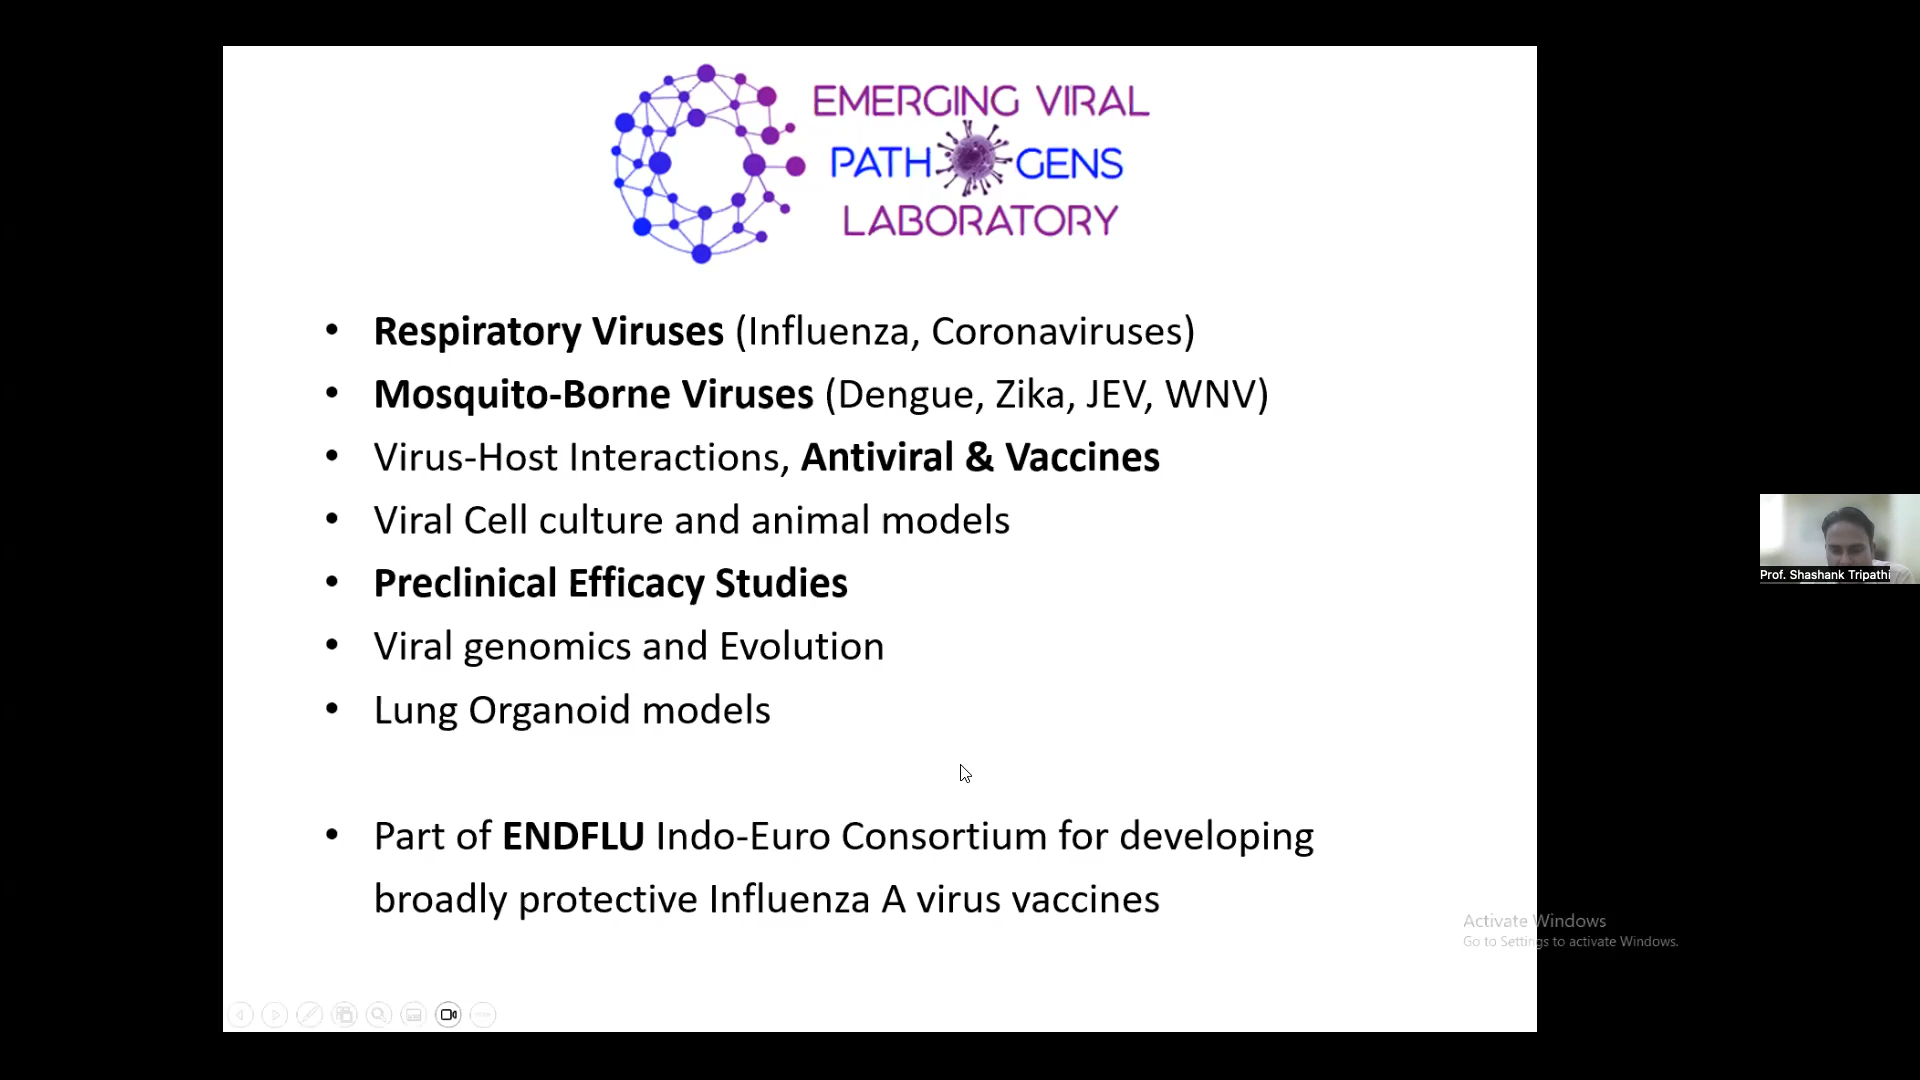 EMERGING VIRAL
PATHOGENS
LABORATORY
• Respiratory Viruses (Influenza, Coronaviruses)
• Mosquito-Borne Viruses (Dengue, Zika, JEV, WNV)
• Virus-Host Interactions, Antiviral & Vaccines
• Viral Cell culture and animal models
• Preclinical Efficacy Studies
• Viral genomics and Evolution
• Lung Organoid models
• Part of ENDFLU Indo-Euro Consortium for developing
broadly protective Influenza A virus vaccines
Prof. Shashank Tripathi
Activate Windows
Go to Settings to activate Windows.